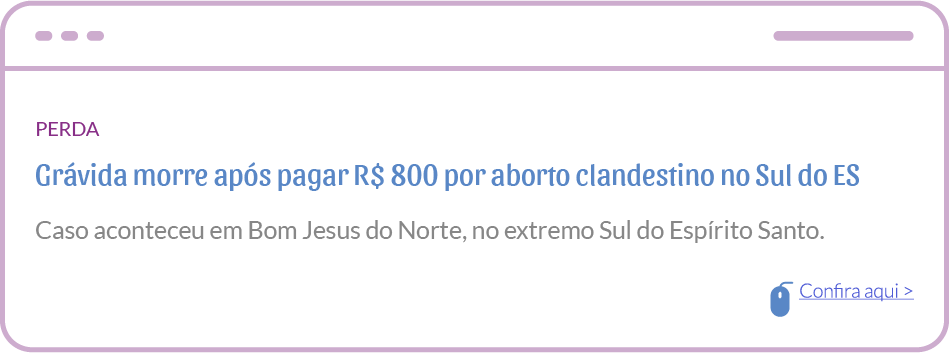 PERDA
Grávida morre após pagar R$ 800 por aborto clandestino no Sul do ES
Caso aconteceu em Bom Jesus do Norte, no extremo Sul do Espírito Santo.
Confira aqui >